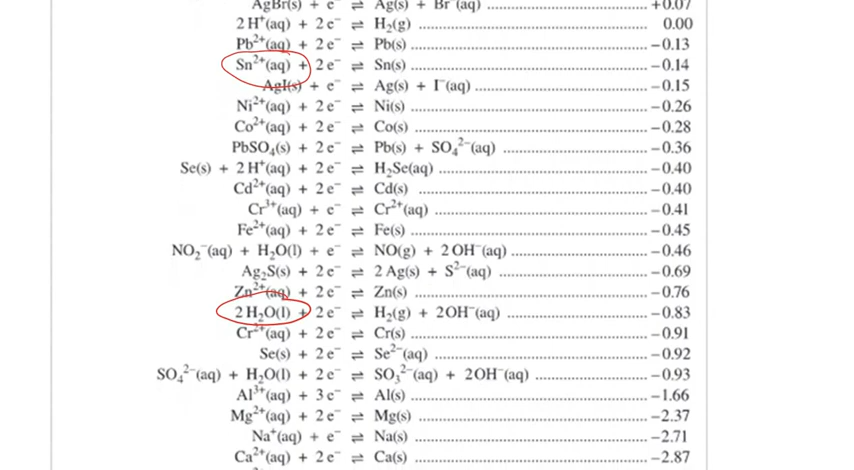 AgBr(s) + e⁻ ⇌ Ag(s) + Br⁻(aq) ........ +0.07
2 H⁺(aq) + 2 e⁻ ⇌ H₂(g) ........ 0.00
Pb²⁺(aq) + 2 e⁻ ⇌ Pb(s) ........ −0.13
Sn²⁺(aq) + 2 e⁻ ⇌ Sn(s) ........ −0.14
AgI(s) + e⁻ ⇌ Ag(s) + I⁻(aq) ........ −0.15
Ni²⁺(aq) + 2 e⁻ ⇌ Ni(s) ........ −0.26
Co²⁺(aq) + 2 e⁻ ⇌ Co(s) ........ −0.28
PbSO₄(s) + 2 e⁻ ⇌ Pb(s) + SO₄²⁻(aq) ........ −0.36
Se(s) + 2 H⁺(aq) + 2 e⁻ ⇌ H₂Se(aq) ........ −0.40
Cd²⁺(aq) + 2 e⁻ ⇌ Cd(s) ........ −0.40
Cr³⁺(aq) + e⁻ ⇌ Cr²⁺(aq) ........ −0.41
Fe²⁺(aq) + 2 e⁻ ⇌ Fe(s) ........ −0.45
NO₂⁻(aq) + H₂O(l) + e⁻ ⇌ NO(g) + 2 OH⁻(aq) ........ −0.46
Ag₂S(s) + 2 e⁻ ⇌ 2 Ag(s) + S²⁻(aq) ........ −0.69
Zn²⁺(aq) + 2 e⁻ ⇌ Zn(s) ........ −0.76
2 H₂O(l) + 2 e⁻ ⇌ H₂(g) + 2 OH⁻(aq) ........ −0.83
Cr²⁺(aq) + 2 e⁻ ⇌ Cr(s) ........ −0.91
Se(s) + 2 e⁻ ⇌ Se²⁻(aq) ........ −0.92
SO₄²⁻(aq) + H₂O(l) + 2 e⁻ ⇌ SO₃²⁻(aq) + 2 OH⁻(aq) ........ −0.93
Al³⁺(aq) + 3 e⁻ ⇌ Al(s) ........ −1.66
Mg²⁺(aq) + 2 e⁻ ⇌ Mg(s) ........ −2.37
Na⁺(aq) + e⁻ ⇌ Na(s) ........ −2.71
Ca²⁺(aq) + 2 e⁻ ⇌ Ca(s) ........ −2.87